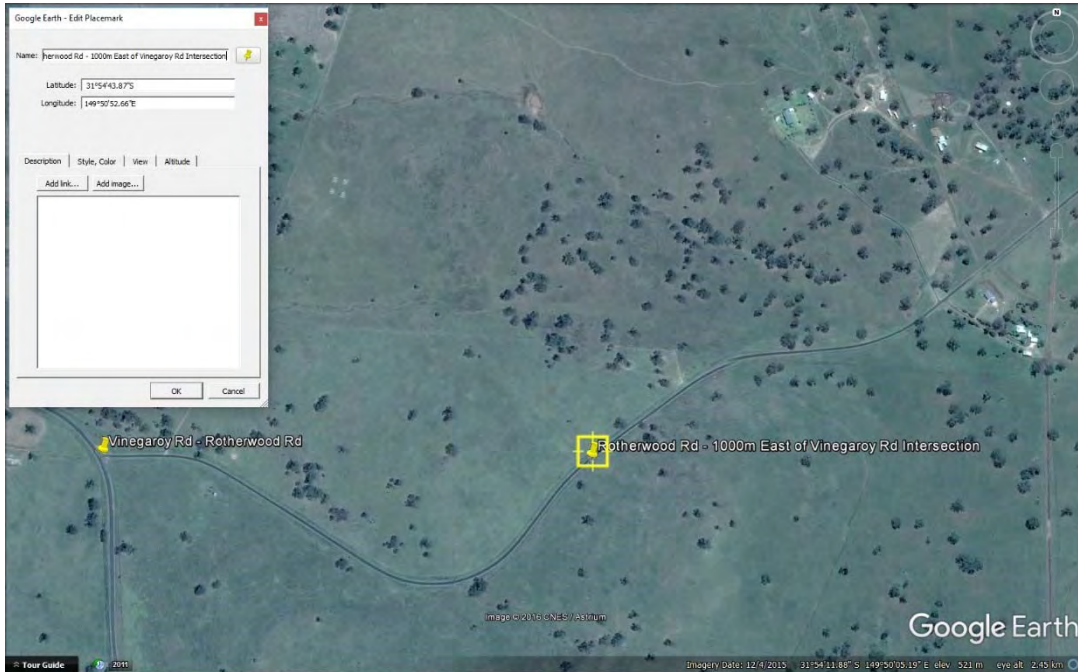 Google Earth - Edit Placemark
x
Name: herwood Rd - 1000m East of Vinegaroy Rd Intersection
Latitude: 31°54'43.87"S
Longitude: 149°50'52.66"E
Description Style, Color View Altitude
Add link... Add image...
OK Cancel
N
Vinegaroy Rd - Rotherwood Rd
Rotherwood Rd - 1000m East of Vinegaroy Rd Intersection
Image © 2016 CNES / Astrium
Google Earth
Tour Guide 2011
Imagery Date: 12/4/2015 31°54'11.88" S 149°50'05.19" E elev 521 m eye alt 2.45 km